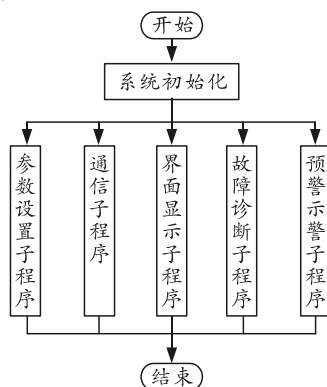 开始
系统初始化
参数设置子程序
通信子程序
界面显示子程序
故障诊断子程序
预警示警子程序
结束